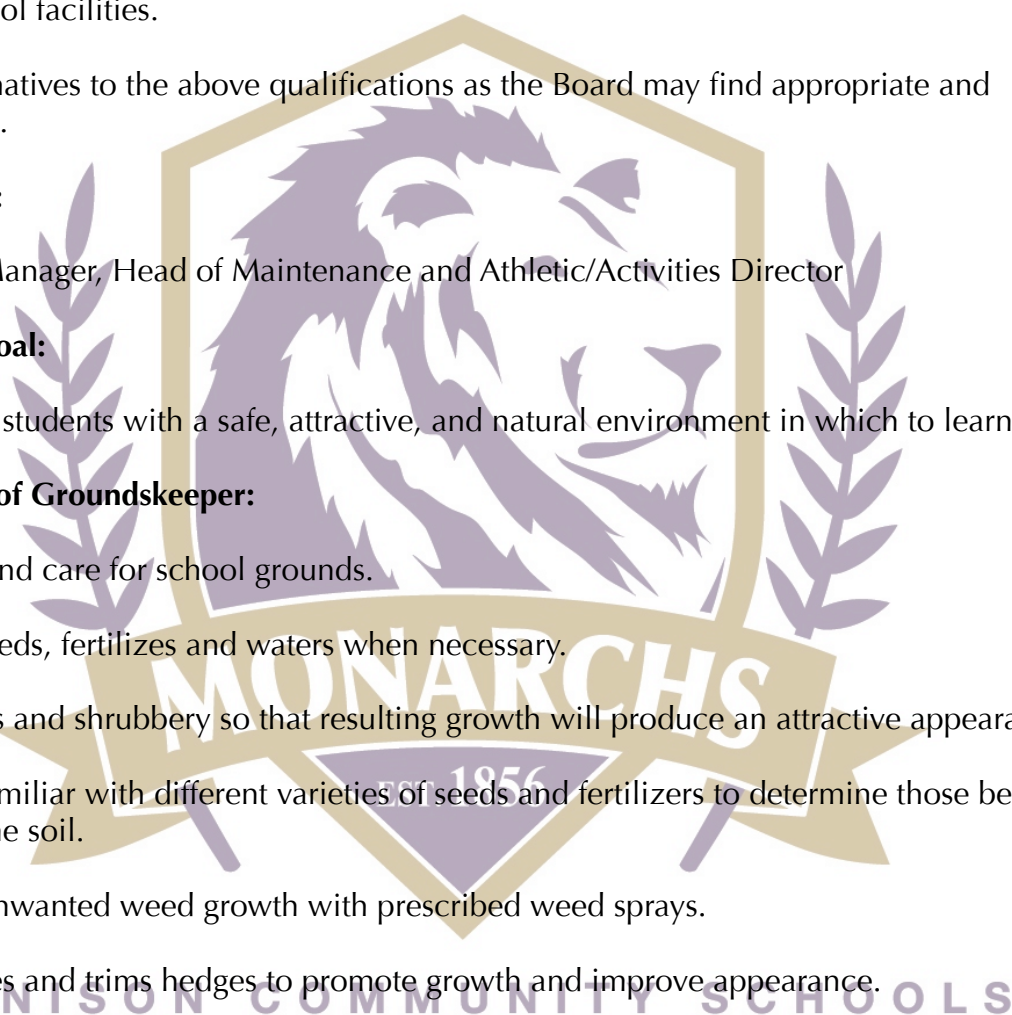 ol facilities.
natives to the above qualifications as the Board may find appropriate and
.
:
Manager, Head of Maintenance and Athletic/Activities Director
oal:
students with a safe, attractive, and natural environment in which to learn
of Groundskeeper:
nd care for school grounds.
eds, fertilizes and waters when necessary.
MONARCHS
s and shrubbery so that resulting growth will produce an attractive appeara
EST. 1856
miliar with different varieties of seeds and fertilizers to determine those be
ne soil.
nwanted weed growth with prescribed weed sprays.
es and trims hedges to promote growth and improve appearance.
NISON COMMUNITY SCHOOLS